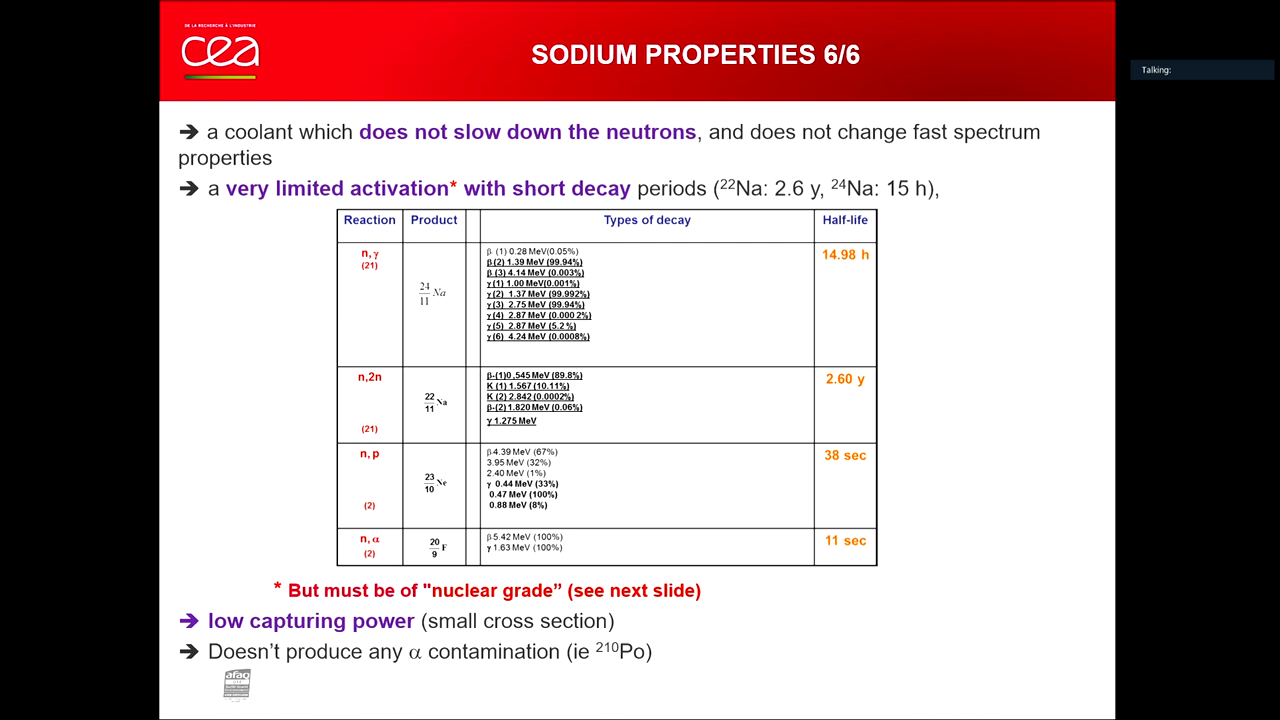 DE LA RECHERCHE À L'INDUSTRIE
cea
SODIUM PROPERTIES 6/6
Talking:
➔ a coolant which does not slow down the neutrons, and does not change fast spectrum
properties
➔ a very limited activation* with short decay periods (²²Na: 2.6 y, ²⁴Na: 15 h),
Reaction Product Types of decay Half-life
n,γ
(21)
24
11 Na
β (1) 0.28 MeV(0.05%)
β(2) 1.39 MeV (99.94%)
β (3) 4.14 MeV (0.003%)
γ (1) 1.00 MeV(0.001%)
γ (2) 1.37 MeV (99.992%)
γ (3) 2.75 MeV (99.94%)
γ (4) 2.87 MeV (0.000 2%)
γ (5) 2.87 MeV (5.2 %)
γ (6) 4.24 MeV (0.0008%)
14.98 h
n,2n
(21)
22
11 Na
β-(1)0,545 MeV (89.8%)
K (1) 1.567 (10.11%)
K (2) 2.842 (0.0002%)
β-(2) 1.820 MeV (0.06%)
γ 1.275 MeV
2.60 y
n,p
(2)
23
10 Ne
β 4.39 MeV (67%)
3.95 MeV (32%)
2.40 MeV (1%)
γ 0.44 MeV (33%)
0.47 MeV (100%)
0.88 MeV (8%)
38 sec
n,α
(2)
20
9 F
β 5.42 MeV (100%)
γ 1.63 MeV (100%)
11 sec
* But must be of "nuclear grade” (see next slide)
➔ low capturing power (small cross section)
➔ Doesn’t produce any α contamination (ie ²¹⁰Po)
afaq